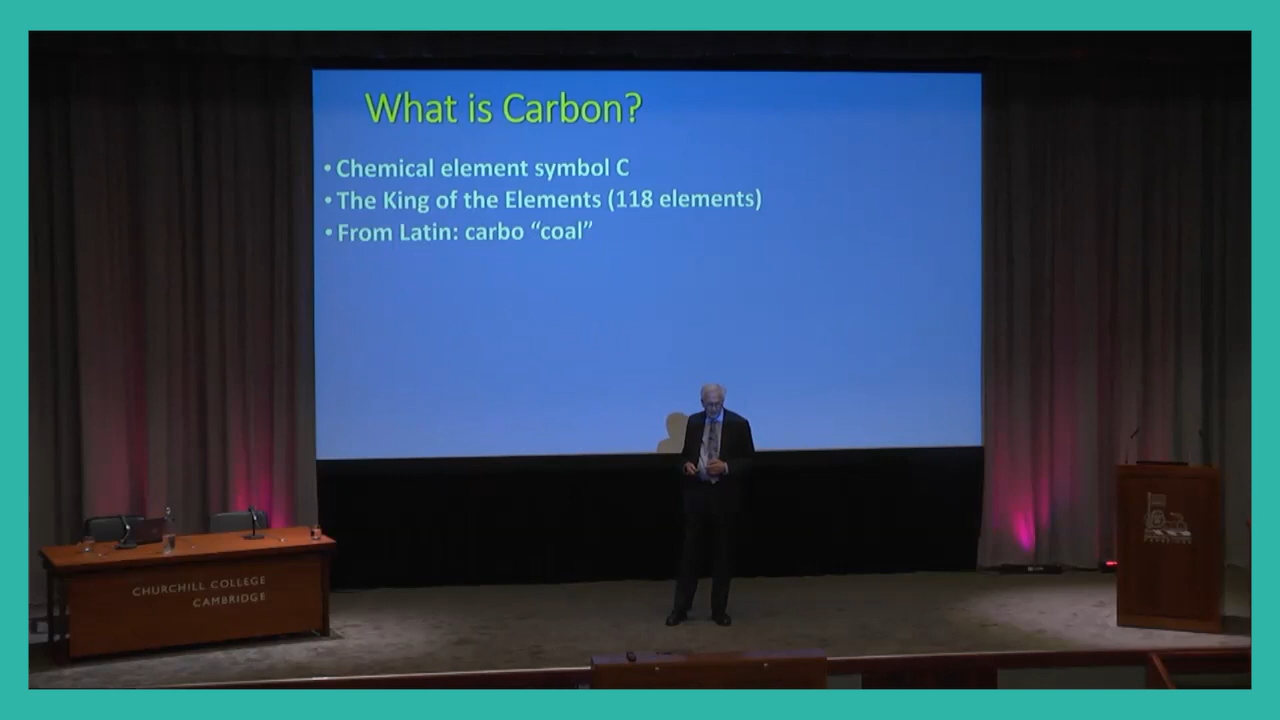 What is Carbon?
• Chemical element symbol C
• The King of the Elements (118 elements)
• From Latin: carbo “coal”
CHURCHILL COLLEGE
CAMBRIDGE